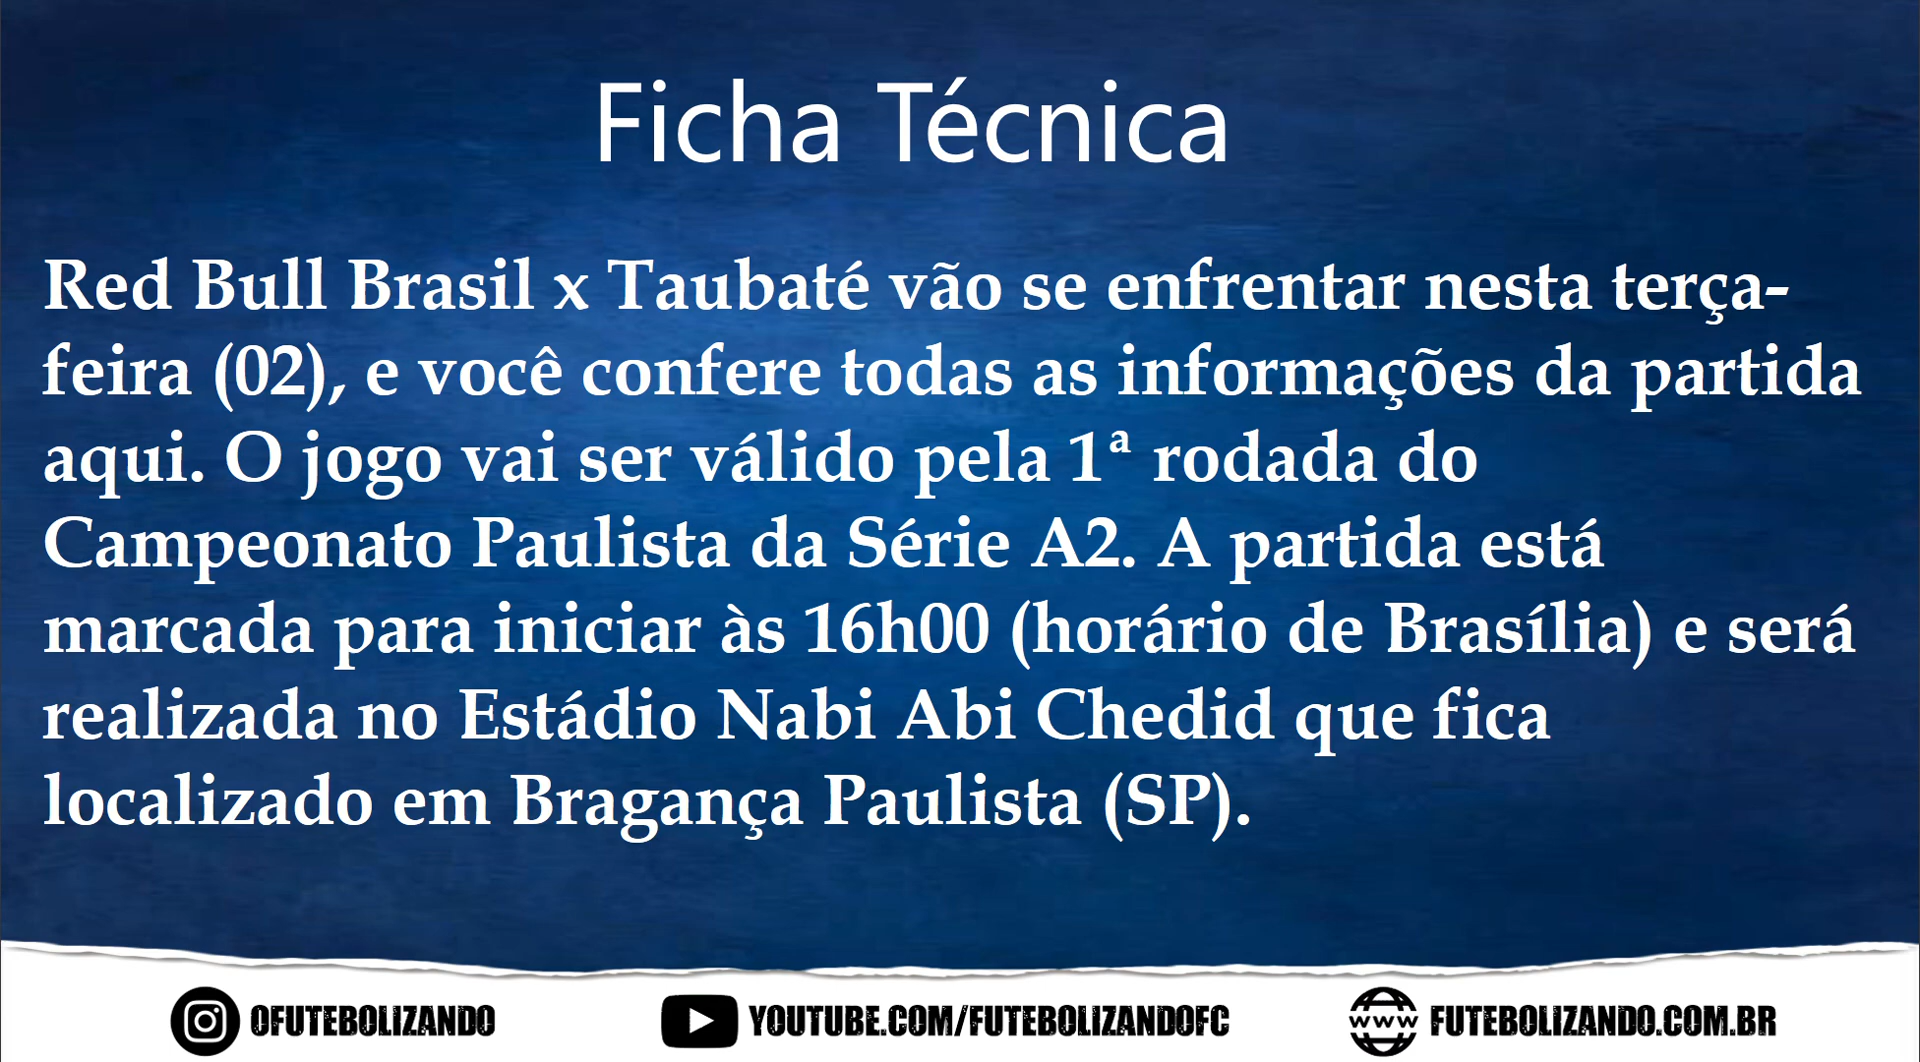 Ficha Técnica
Red Bull Brasil x Taubaté vão se enfrentar nesta terça-
feira (02), e você confere todas as informações da partida
aqui. O jogo vai ser válido pela 1ª rodada do
Campeonato Paulista da Série A2. A partida está
marcada para iniciar às 16h00 (horário de Brasília) e será
realizada no Estádio Nabi Abi Chedid que fica
localizado em Bragança Paulista (SP).
OFUTEBOLIZANDO
YOUTUBE.COM/FUTEBOLIZANDOFC
WWW
FUTEBOLIZANDO.COM.BR